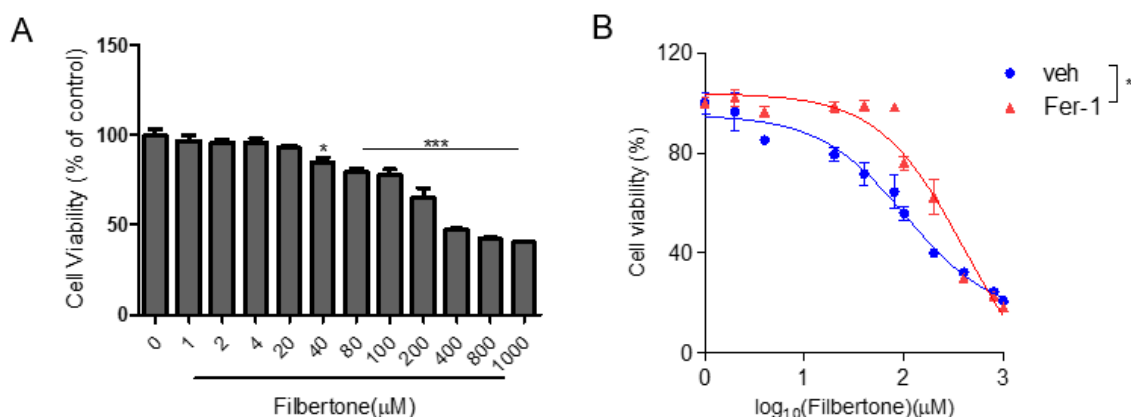 A
Cell Viability (% of control)
150
100
50
0
*
***
0 1 2 4 20 40 80 100 200 400 800 1000
Filbertone(μM)
B
Cell viability (%)
120
80
40
0
0 1 2 3
log10(Filbertone)(μM)
veh
Fer-1
*